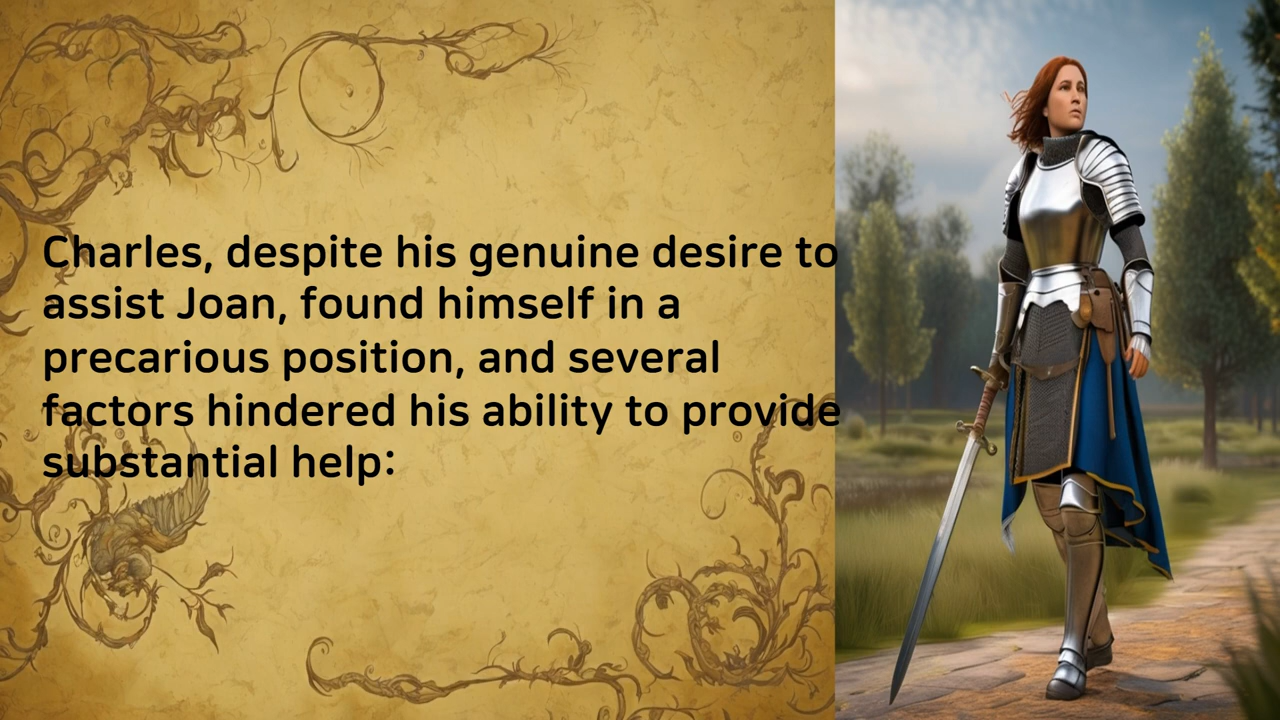 Charles, despite his genuine desire to
assist Joan, found himself in a
precarious position, and several
factors hindered his ability to provide
substantial help: